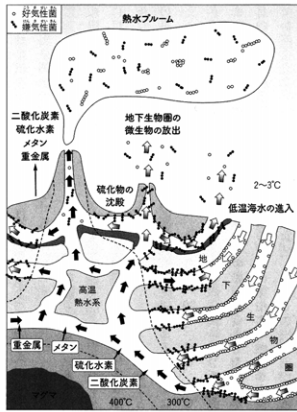 好気性菌
嫌気性菌
熱水プルーム
二酸化炭素
硫化水素
メタン
重金属
地下生物圏の
微生物の放出
硫化物の
沈殿
2〜3℃
低温海水の進入
高温
熱水系
地下生物圏
重金属
メタン
硫化水素
二酸化炭素
マグマ
400℃
300℃